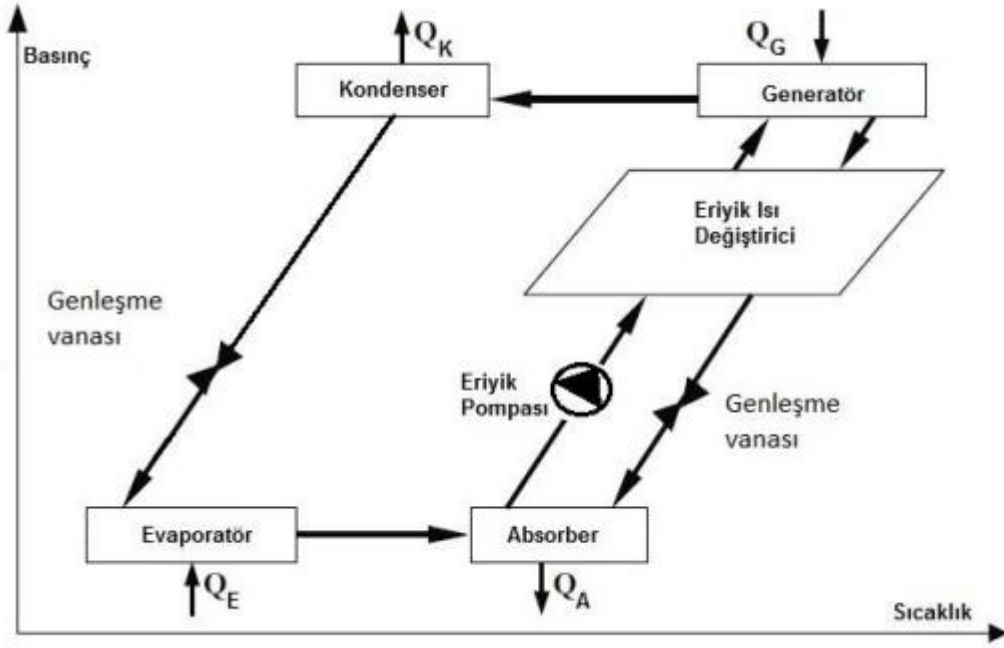 Basınç
Q_K
Q_G
Kondenser
Generatör
Eriyik Isı
Değiştirici
Genleşme
vanası
Eriyik
Pompası
Genleşme
vanası
Evaporatör
Absorber
Q_E
Q_A
Sıcaklık